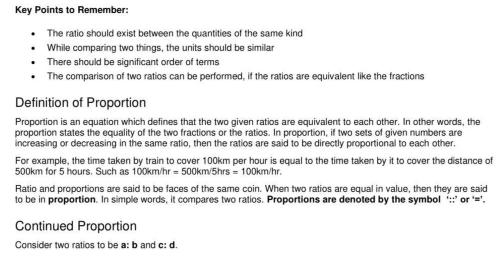 Key Points to Remember:
• The ratio should exist between the quantities of the same kind
• While comparing two things, the units should be similar
• There should be significant order of terms
• The comparison of two ratios can be performed, if the ratios are equivalent like the fractions
Definition of Proportion
Proportion is an equation which defines that the two given ratios are equivalent to each other. In other words, the
proportion states the equality of the two fractions or the ratios. In proportion, if two sets of given numbers are
increasing or decreasing in the same ratio, then the ratios are said to be directly proportional to each other.
For example, the time taken by train to cover 100km per hour is equal to the time taken by it to cover the distance of
500km for 5 hours. Such as 100km/hr = 500km/5hrs = 100km/hr.
Ratio and proportions are said to be faces of the same coin. When two ratios are equal in value, then they are said
to be in proportion. In simple words, it compares two ratios. Proportions are denoted by the symbol '::' or '='.
Continued Proportion
Consider two ratios to be a: b and c: d.